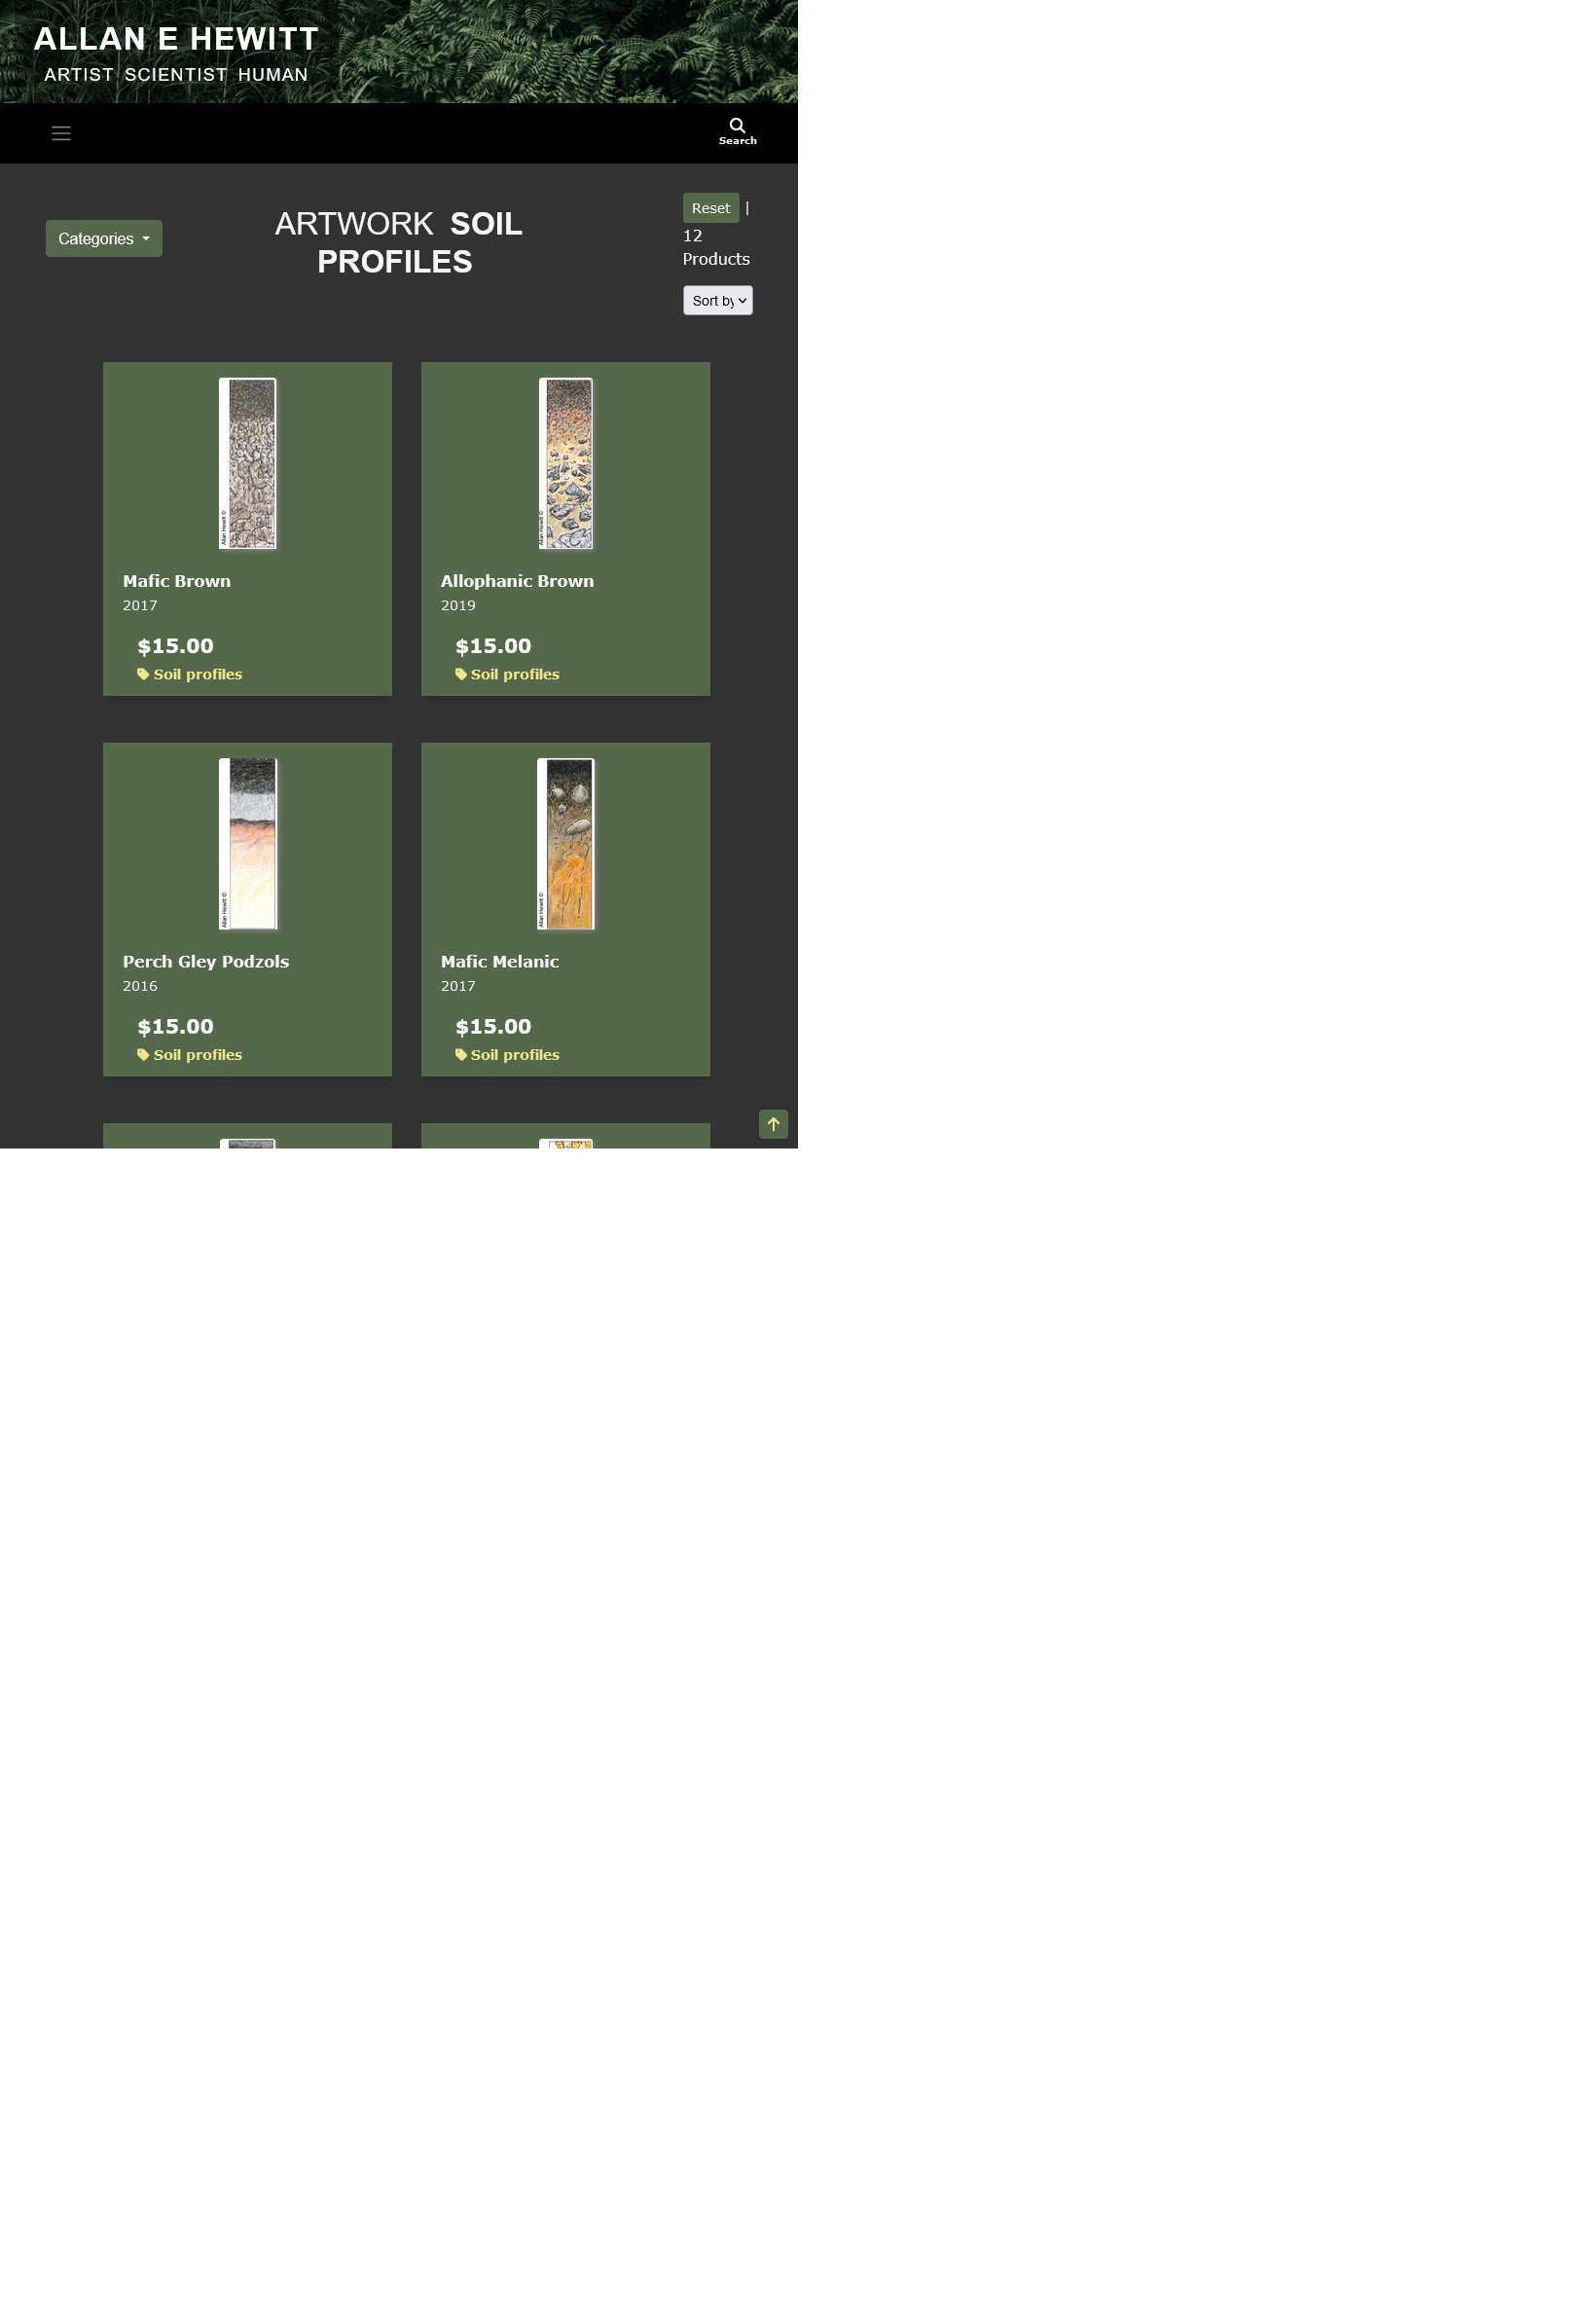 ALLAN E HEWITT
ARTIST SCIENTIST HUMAN
Search
Categories
ARTWORK SOIL
PROFILES
Reset |
12
Products
Sort by
Allan Hewitt ©
Allan Hewitt ©
Mafic Brown
2017
$15.00
Soil profiles
Allophanic Brown
2019
$15.00
Soil profiles
Allan Hewitt ©
Allan Hewitt ©
Perch Gley Podzols
2016
$15.00
Soil profiles
Mafic Melanic
2017
$15.00
Soil profiles